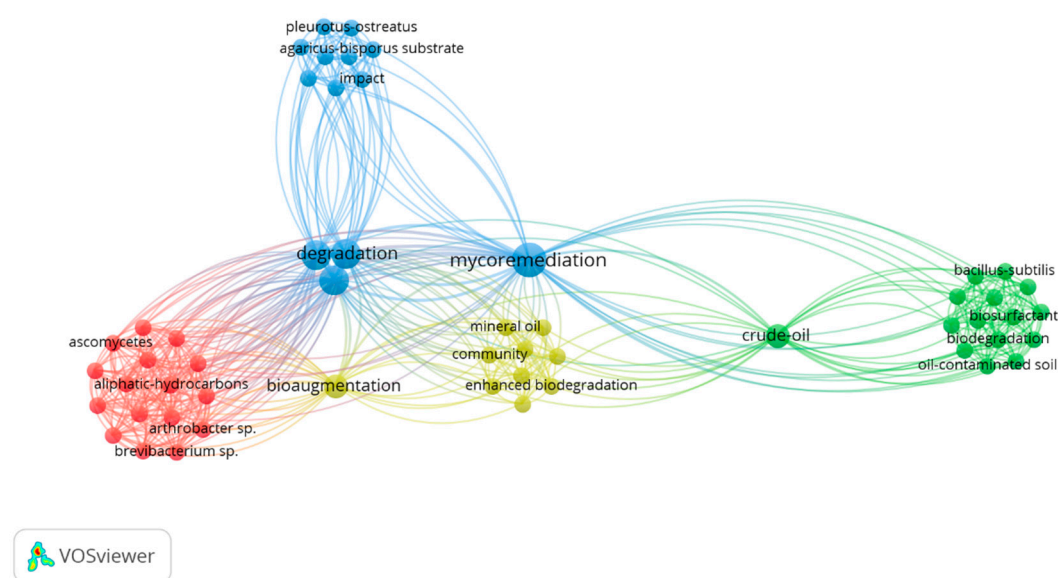 pleurotus-ostreatus
agaricus-bisporus substrate
impact
degradation
mycoremediation
bacillus-subtilis
biosurfactant
mineral oil
crude-oil
biodegradation
ascomycetes
community
oil-contaminated soil
aliphatic-hydrocarbons
bioaugmentation
enhanced biodegradation
arthrobacter sp.
brevibacterium sp.
VOSviewer